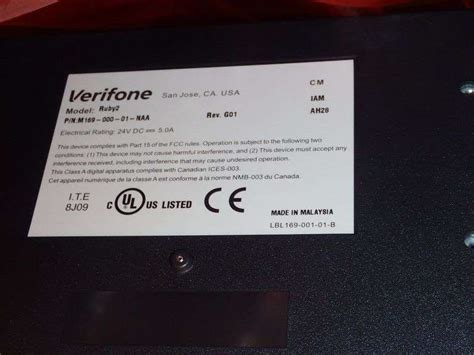 Verifone San Jose, CA. USA CM
Model: Ruby2 IAM
P/N:M169-000-01-NAA Rev. G01 AH28
Electrical Rating: 24V DC ⎓ 5.0A
This device complies with Part 15 of the FCC rules. Operation is subject to the following two
conditions: (1) This device may not cause harmful interference, and (2) This device must accept any
interference received, including interference that may cause undesired operation.
This Class A digital apparatus complies with Canadian ICES-003.
Cet appareil numérique de la classe A est conforme à la norme NMB-003 du Canada.
I.T.E
8J09
C UL US LISTED CE
MADE IN MALAYSIA
LBL169-001-01-B